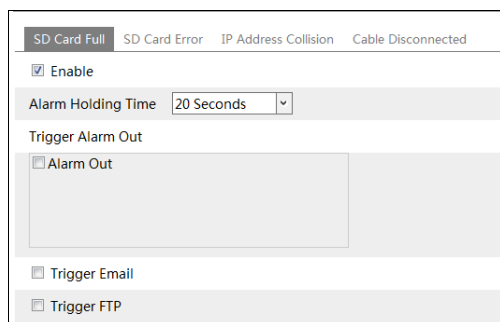 SD Card Full SD Card Error IP Address Collision Cable Disconnected
Enable
Alarm Holding Time 20 Seconds
Trigger Alarm Out
Alarm Out
Trigger Email
Trigger FTP